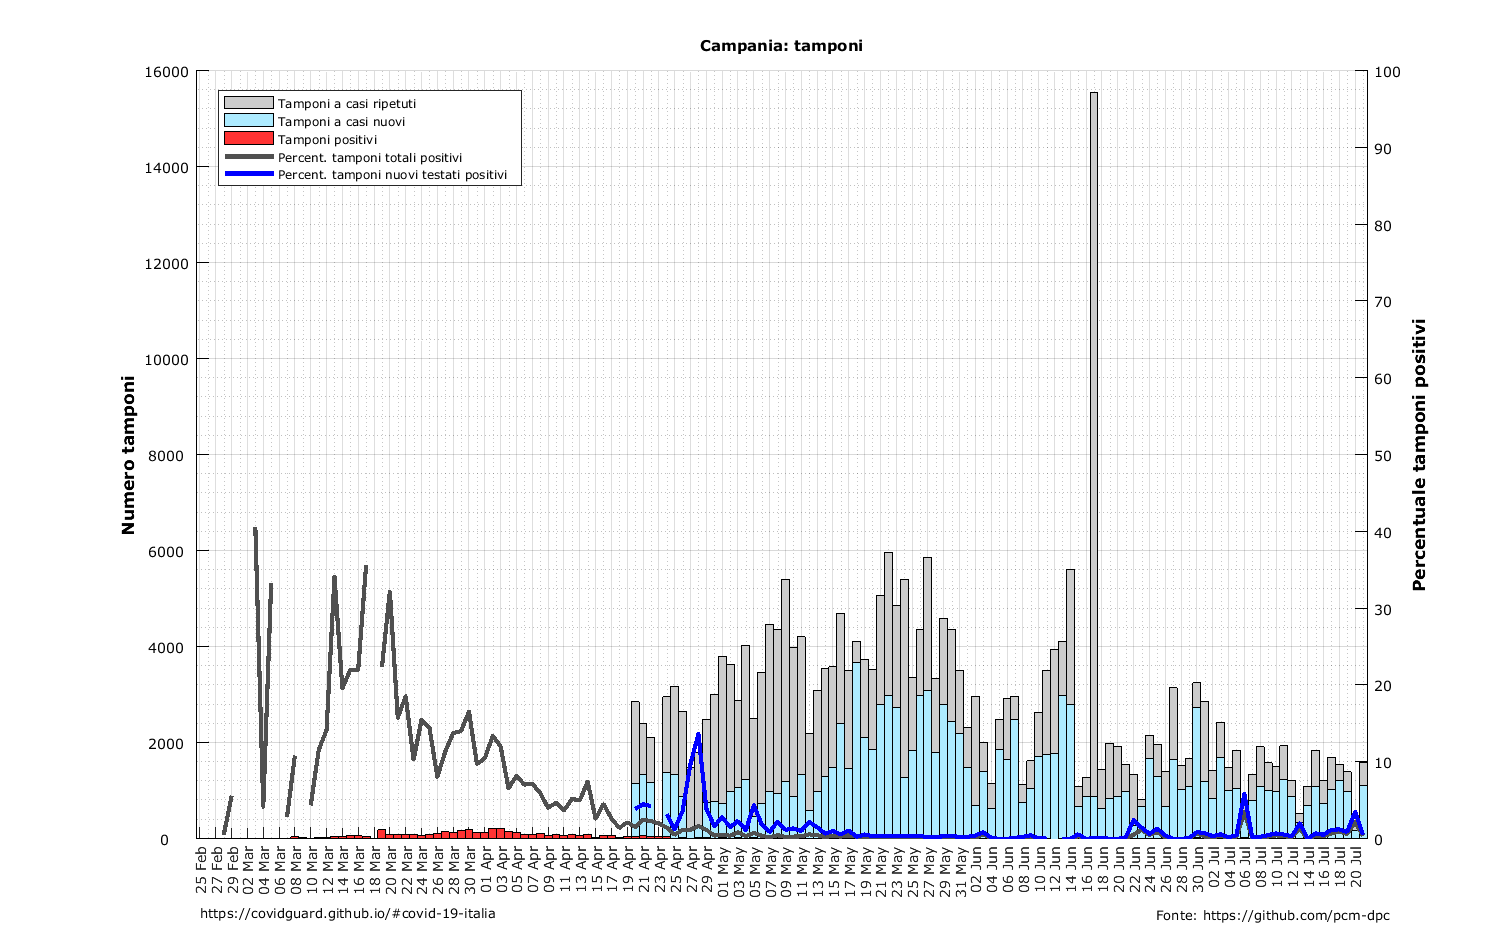 Campania: tamponi
16000
14000
12000
10000
8000
6000
4000
2000
0
Numero tamponi
Tamponi a casi ripetuti
Tamponi a casi nuovi
Tamponi positivi
Percent. tamponi totali positivi
Percent. tamponi nuovi testati positivi
100
90
80
70
60
50
40
30
20
10
0
Percentuale tamponi positivi
25 Feb
27 Feb
29 Feb
02 Mar
04 Mar
06 Mar
08 Mar
10 Mar
12 Mar
14 Mar
16 Mar
18 Mar
20 Mar
22 Mar
24 Mar
26 Mar
28 Mar
30 Mar
01 Apr
03 Apr
05 Apr
07 Apr
09 Apr
11 Apr
13 Apr
15 Apr
17 Apr
19 Apr
21 Apr
23 Apr
25 Apr
27 Apr
29 Apr
01 May
03 May
05 May
07 May
09 May
11 May
13 May
15 May
17 May
19 May
21 May
23 May
25 May
27 May
29 May
31 May
02 Jun
04 Jun
06 Jun
08 Jun
10 Jun
12 Jun
14 Jun
16 Jun
18 Jun
20 Jun
22 Jun
24 Jun
26 Jun
28 Jun
30 Jun
02 Jul
04 Jul
06 Jul
08 Jul
10 Jul
12 Jul
14 Jul
16 Jul
18 Jul
20 Jul
https://covidguard.github.io/#covid-19-italia
Fonte: https://github.com/pcm-dpc